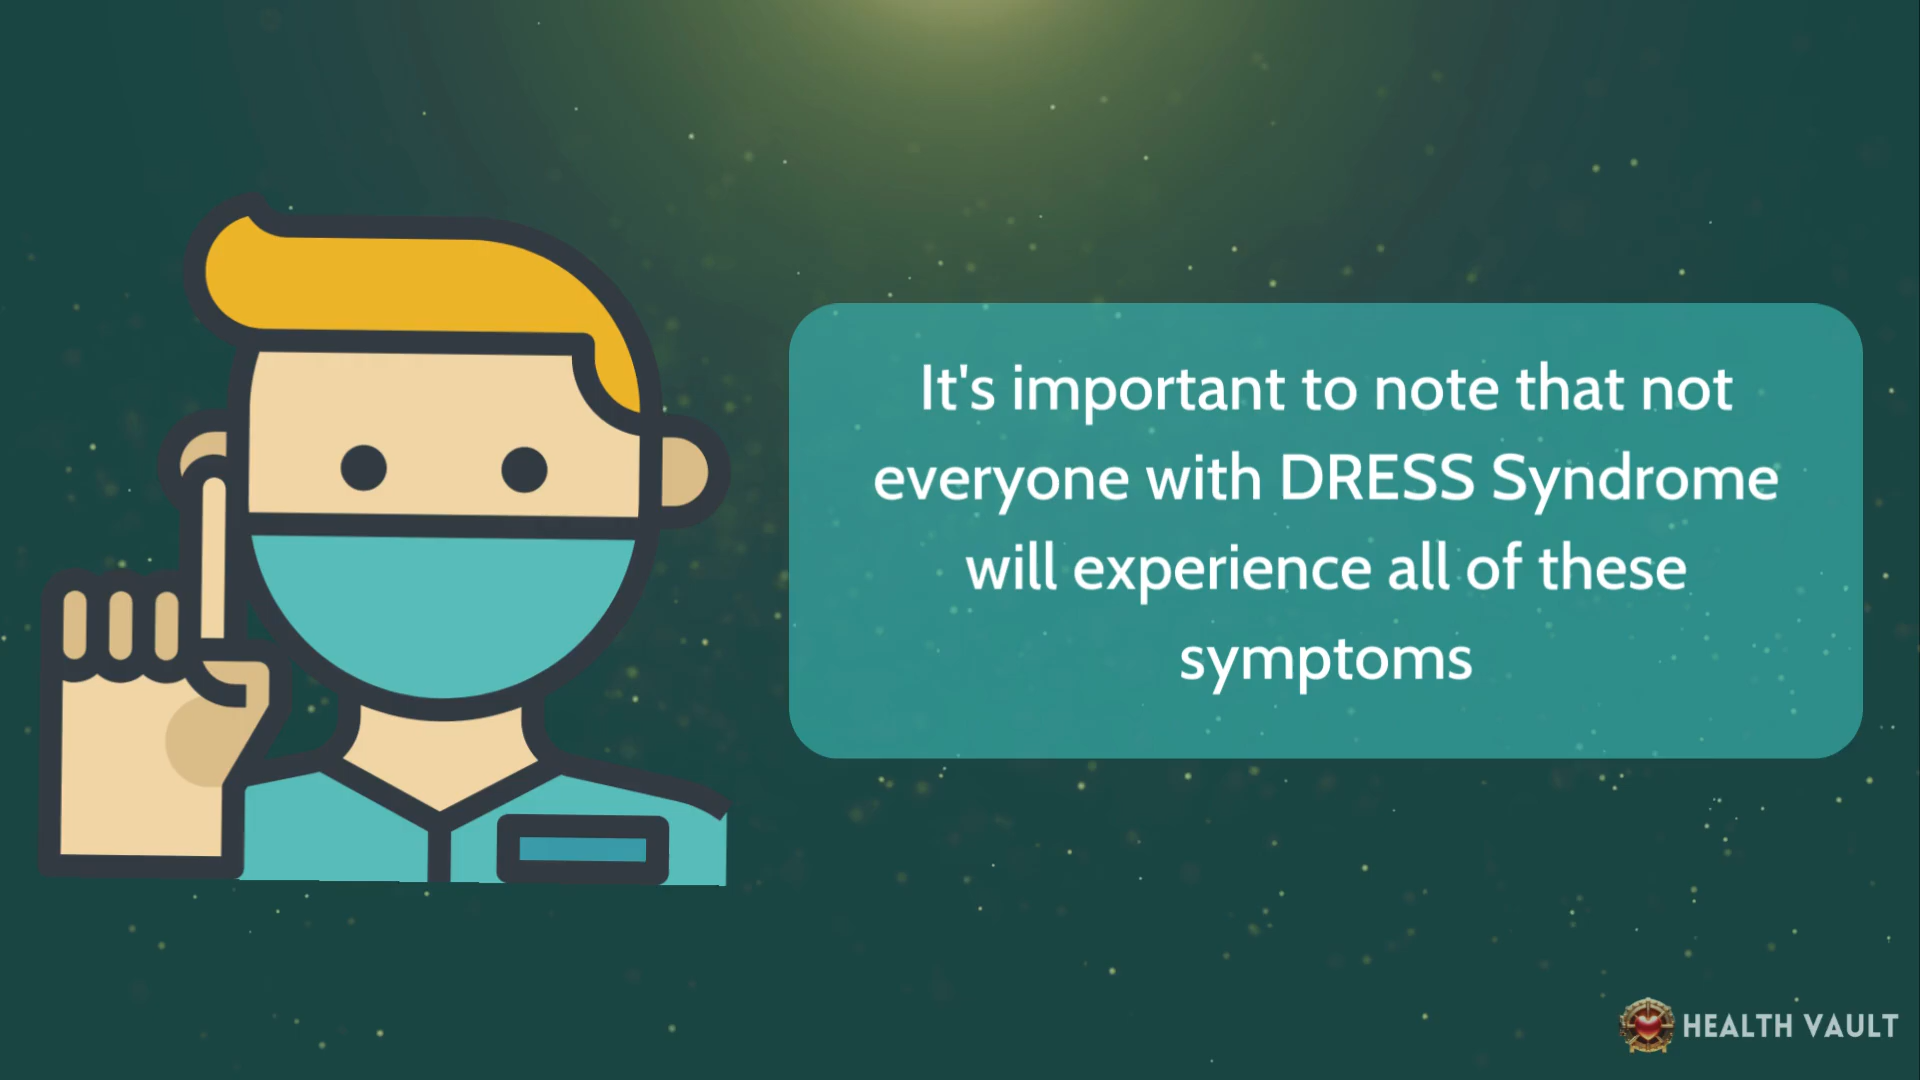 It's important to note that not
everyone with DRESS Syndrome
will experience all of these
symptoms
HEALTH VAULT